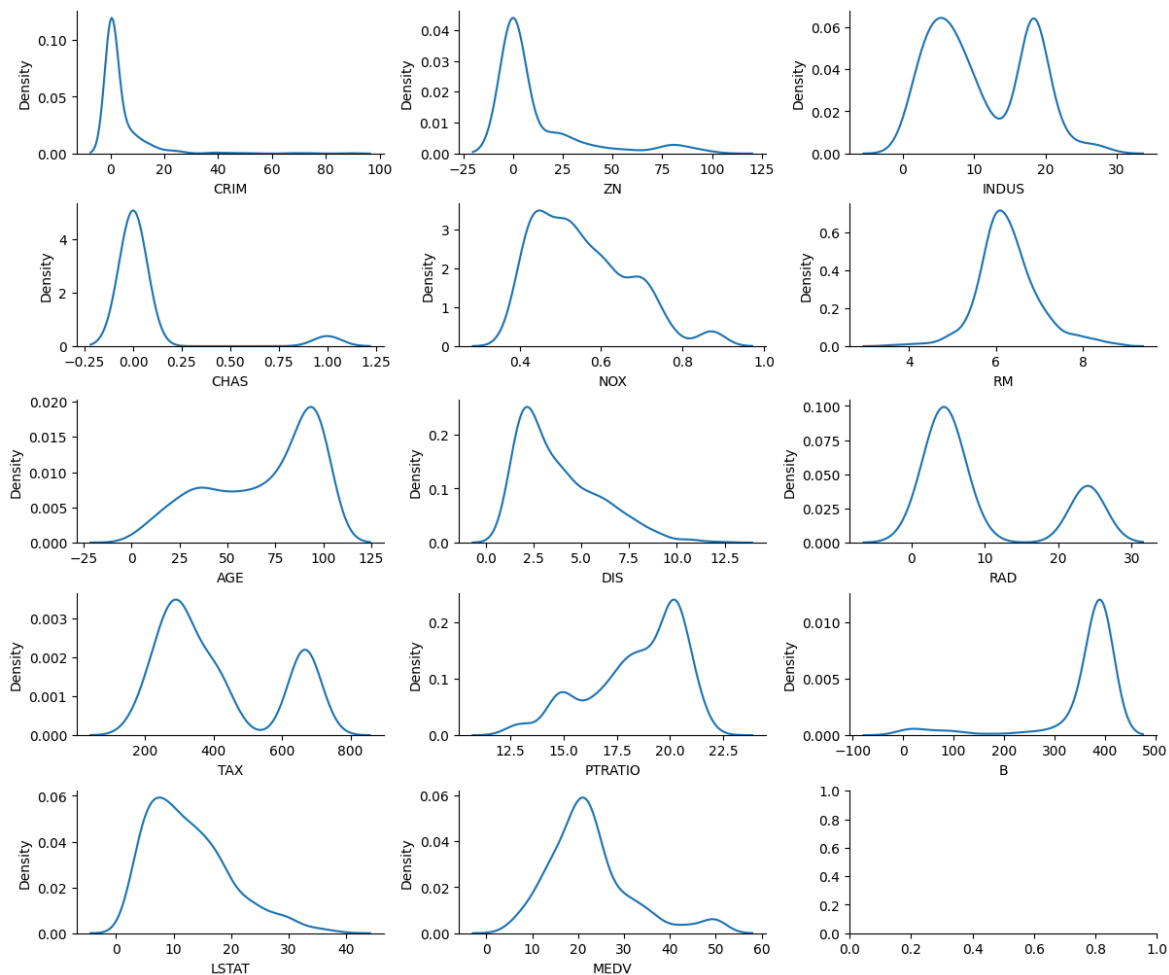 0.10
0.05
0.00
Density
0 20 40 60 80 100
CRIM
0.04
0.03
0.02
0.01
0.00
Density
−25 0 25 50 75 100 125
ZN
0.06
0.04
0.02
0.00
Density
0 10 20 30
INDUS
4
2
0
Density
−0.25 0.00 0.25 0.50 0.75 1.00 1.25
CHAS
3
2
1
0
Density
0.4 0.6 0.8 1.0
NOX
0.6
0.4
0.2
0.0
Density
4 6 8
RM
0.020
0.015
0.010
0.005
0.000
Density
−25 0 25 50 75 100 125
AGE
0.2
0.1
0.0
Density
0.0 2.5 5.0 7.5 10.0 12.5
DIS
0.100
0.075
0.050
0.025
0.000
Density
0 10 20 30
RAD
0.003
0.002
0.001
0.000
Density
200 400 600 800
TAX
0.2
0.1
0.0
Density
12.5 15.0 17.5 20.0 22.5
PTRATIO
0.010
0.005
0.000
Density
−100 0 100 200 300 400 500
B
0.06
0.04
0.02
0.00
Density
0 10 20 30 40
LSTAT
0.06
0.04
0.02
0.00
Density
0 10 20 30 40 50 60
MEDV
1.0
0.8
0.6
0.4
0.2
0.0
0.0 0.2 0.4 0.6 0.8 1.0